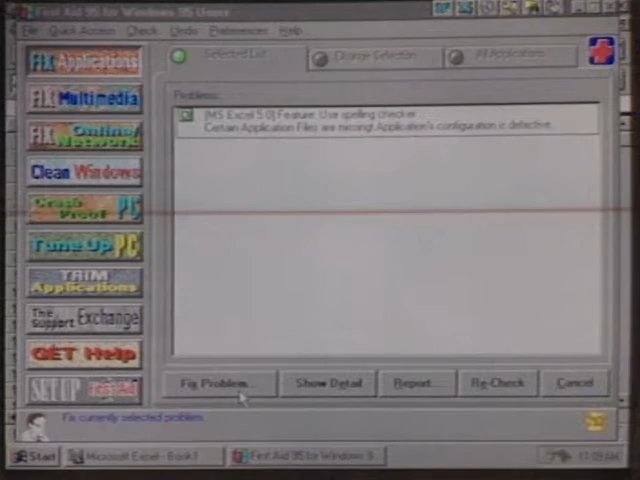 First Aid 95 for Windows 95 Users
File Quick Access Check Undo Preferences Help
FIX Applications
Selected List
Change Selection
All Applications
Problems:
FIX Multimedia
[MS Excel 5.0] Feature: Use spelling checker
Certain Application Files are missing! Application's configuration is defective.
FIX Online/
Network
Clean Windows
Crash
Proof PC
Tune Up PC
TRIM
Applications
The
Support Exchange
GET Help
SET UP First Aid
Fix Problem...
Show Detail
Report...
Re-Check
Cancel
Fix currently selected problem.
Start
Microsoft Excel - Book1
First Aid 95 for Windows 9...